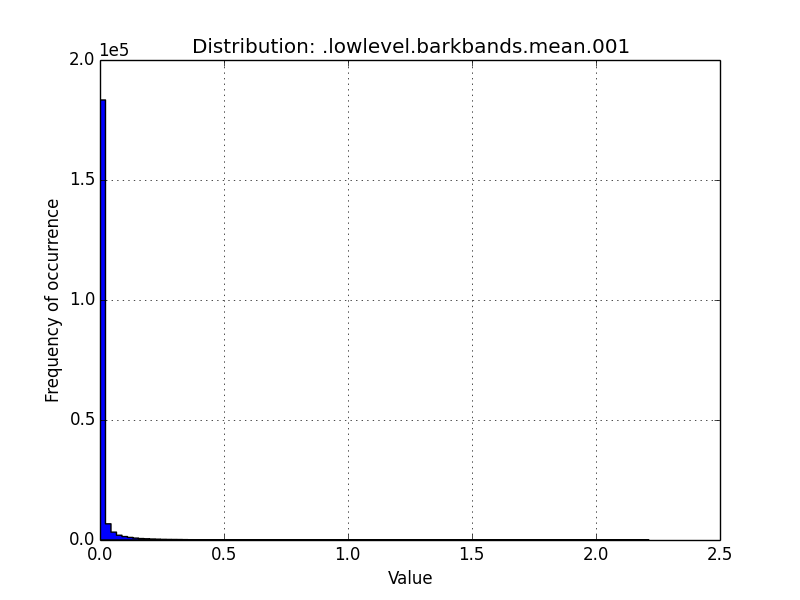 Distribution: .lowlevel.barkbands.mean.001
1e5
2.0
1.5
1.0
0.5
0.0
Frequency of occurrence
0.0 0.5 1.0 1.5 2.0 2.5
Value